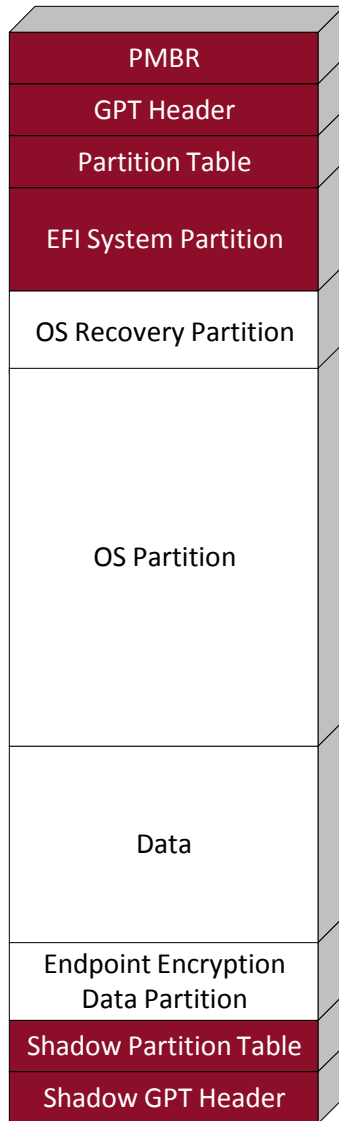 PMBR
GPT Header
Partition Table
EFI System Partition
OS Recovery Partition
OS Partition
Data
Endpoint Encryption
Data Partition
Shadow Partition Table
Shadow GPT Header